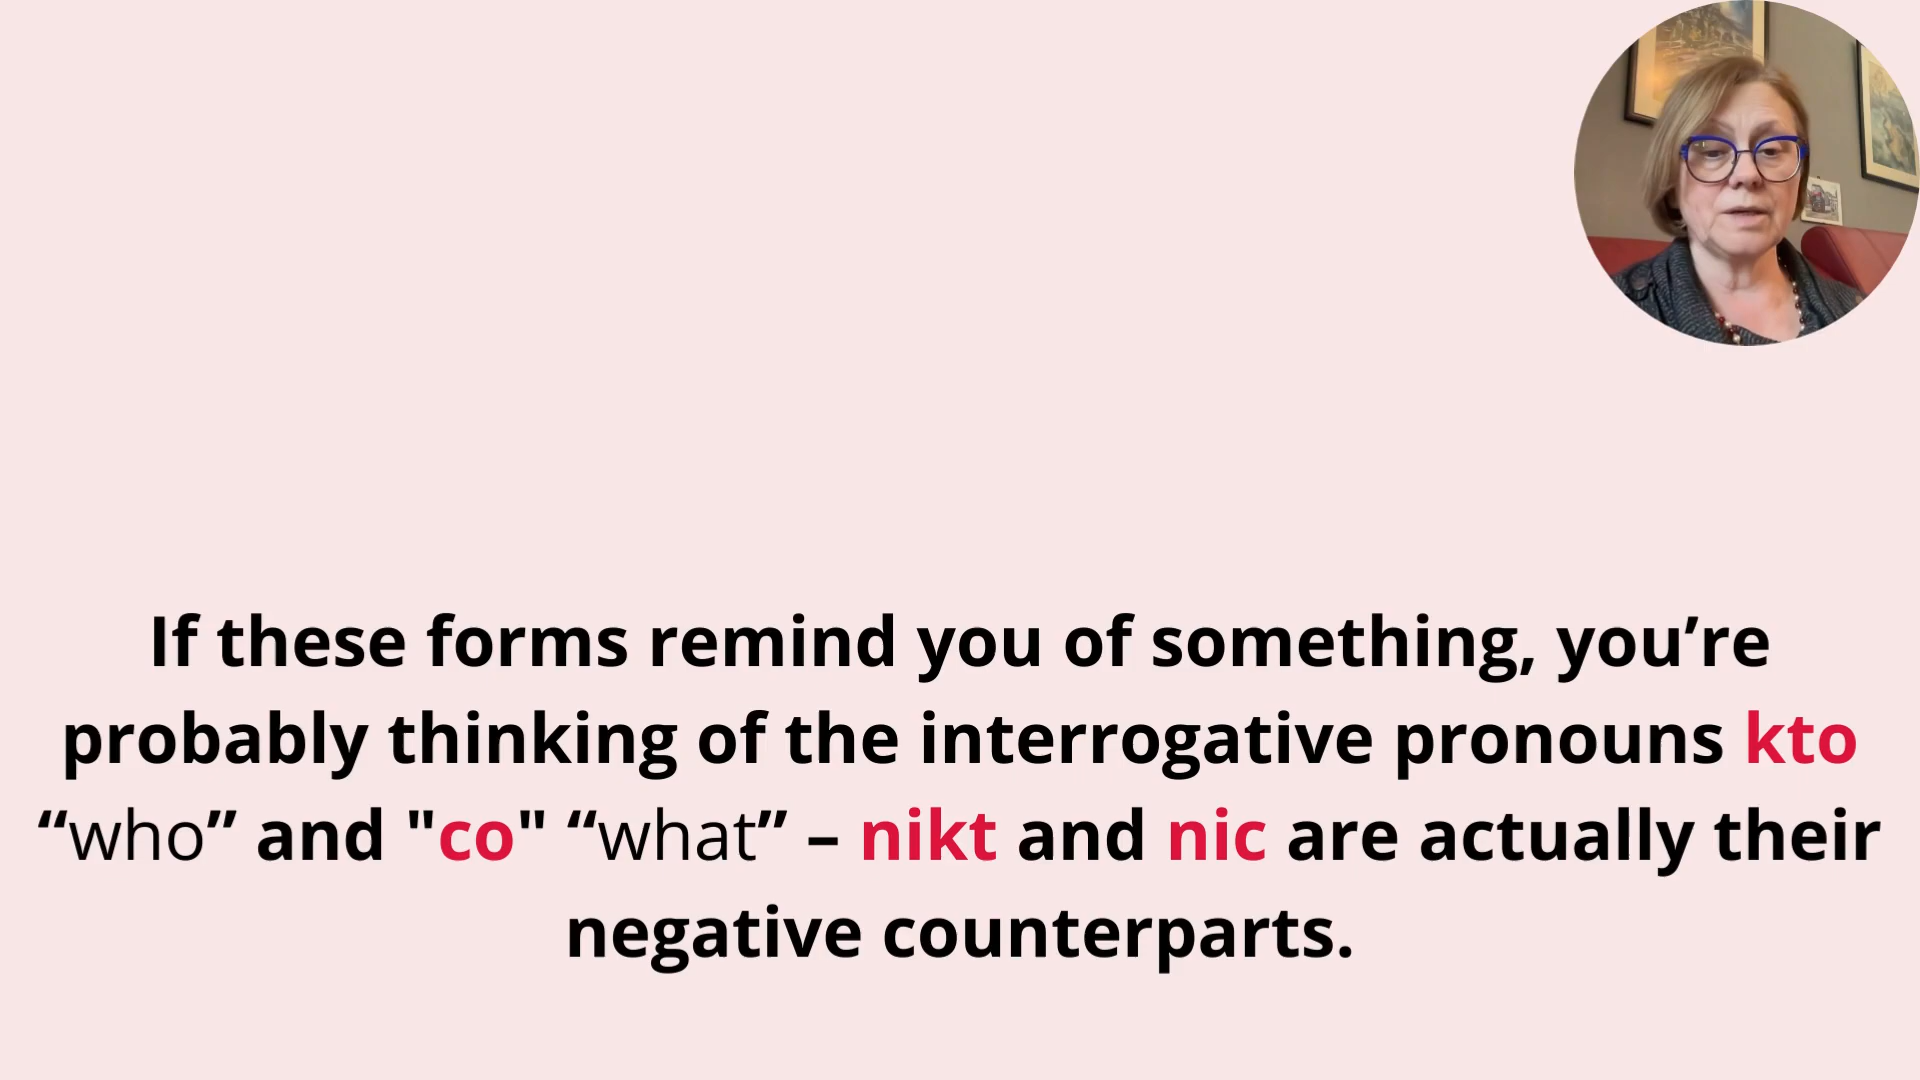 If these forms remind you of something, you’re
probably thinking of the interrogative pronouns kto
“who” and "co" “what” – nikt and nic are actually their
negative counterparts.